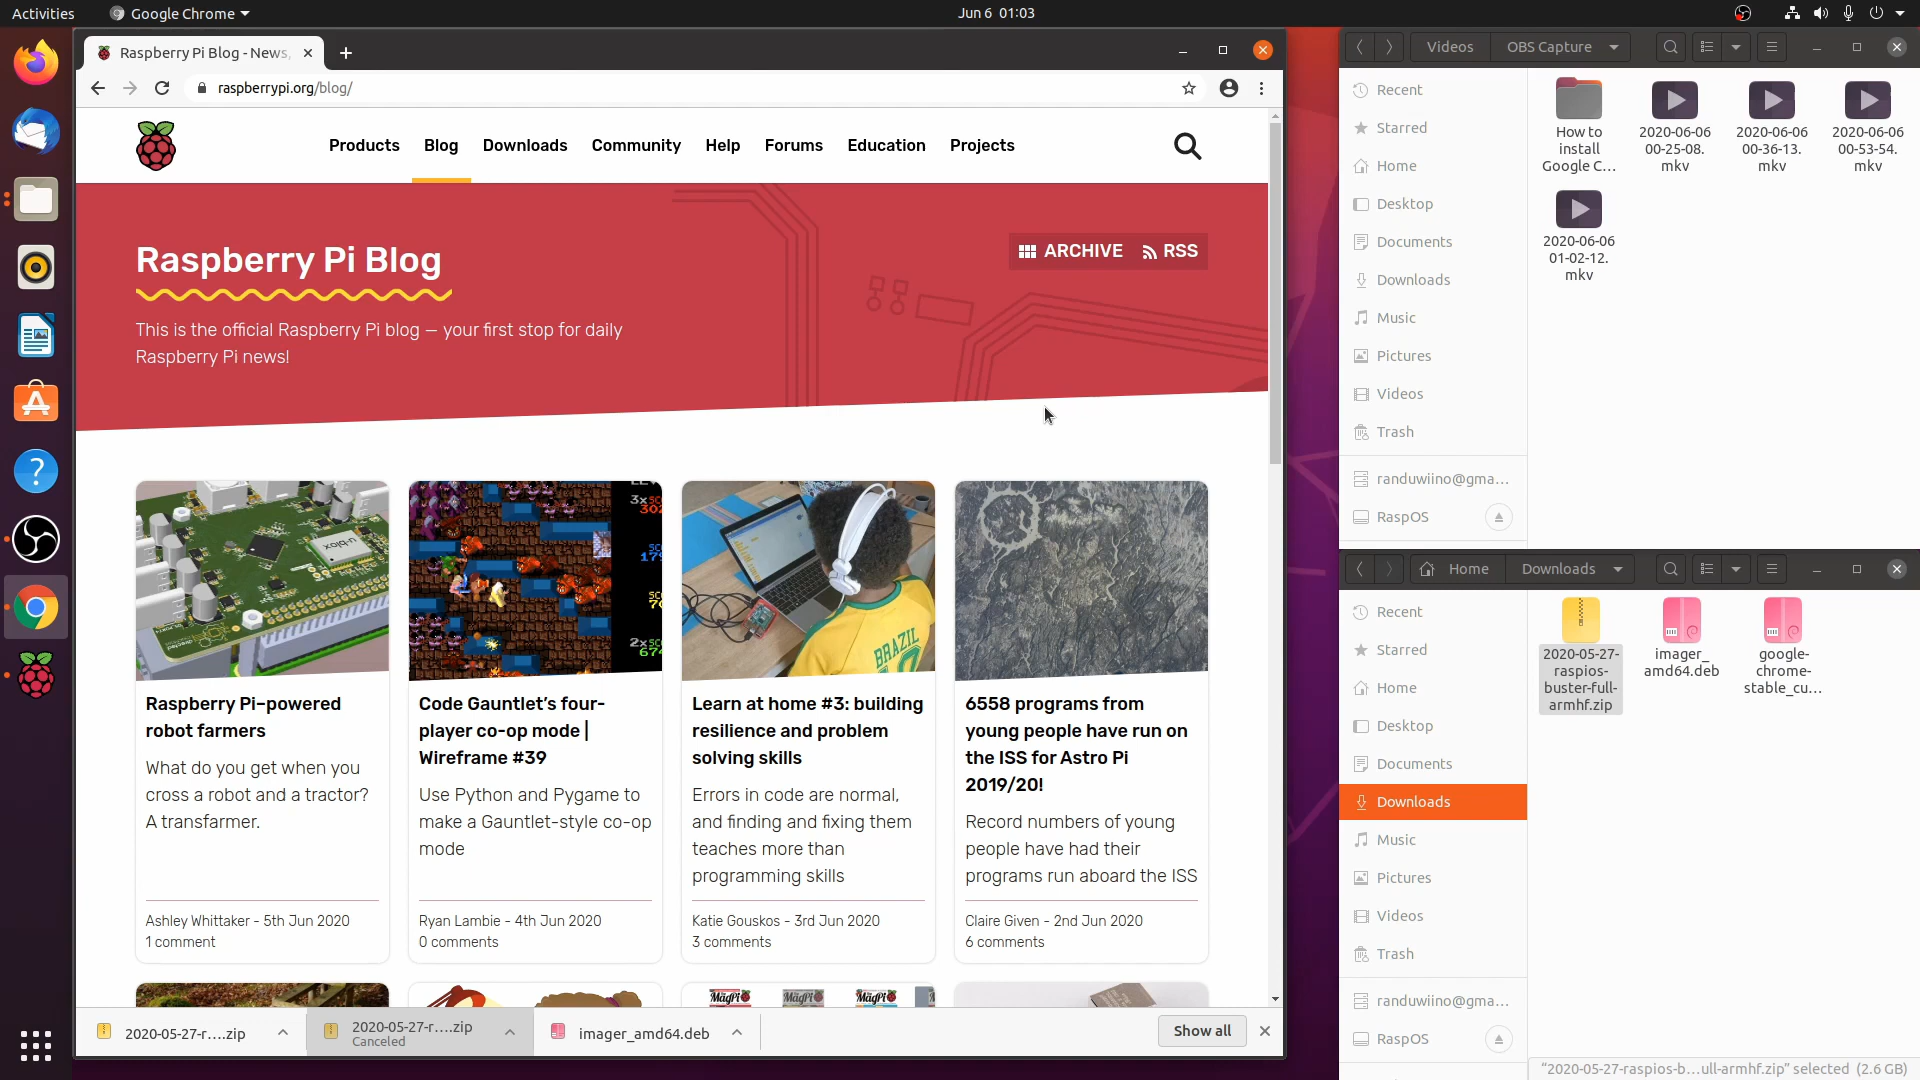 Activities
Google Chrome
Jun 6 01:03
Raspberry Pi Blog - News,
raspberrypi.org/blog/
Products
Blog
Downloads
Community
Help
Forums
Education
Projects
Raspberry Pi Blog
ARCHIVE
RSS
This is the official Raspberry Pi blog – your first stop for daily
Raspberry Pi news!
u-blox
3x
302
2x
BRAZIL
Raspberry Pi–powered
robot farmers
What do you get when you
cross a robot and a tractor?
A transfarmer.
Ashley Whittaker - 5th Jun 2020
1 comment
Code Gauntlet’s four-
player co-op mode |
Wireframe #39
Use Python and Pygame to
make a Gauntlet-style co-op
mode
Ryan Lambie - 4th Jun 2020
0 comments
Learn at home #3: building
resilience and problem
solving skills
Errors in code are normal,
and finding and fixing them
teaches more than
programming skills
Katie Gouskos - 3rd Jun 2020
3 comments
6558 programs from
young people have run on
the ISS for Astro Pi
2019/20!
Record numbers of young
people have had their
programs run aboard the ISS
Claire Given - 2nd Jun 2020
6 comments
MagPi
MagPi
MagPi
2020-05-27-r….zip
2020-05-27-r….zip
Canceled
imager_amd64.deb
Show all
Videos
OBS Capture
Recent
Starred
Home
Desktop
Documents
Downloads
Music
Pictures
Videos
Trash
randuwiino@gma…
RaspOS
How to
install
Google C…
2020-06-06
00-25-08.
mkv
2020-06-06
00-36-13.
mkv
2020-06-06
00-53-54.
mkv
2020-06-06
01-02-12.
mkv
Home
Downloads
Recent
Starred
Home
Desktop
Documents
Downloads
Music
Pictures
Videos
Trash
randuwiino@gma…
RaspOS
2020-05-27-
raspios-
buster-full-
armhf.zip
imager_
amd64.deb
google-
chrome-
stable_cu…
“2020-05-27-raspios-b…ull-armhf.zip” selected (2.6 GB)